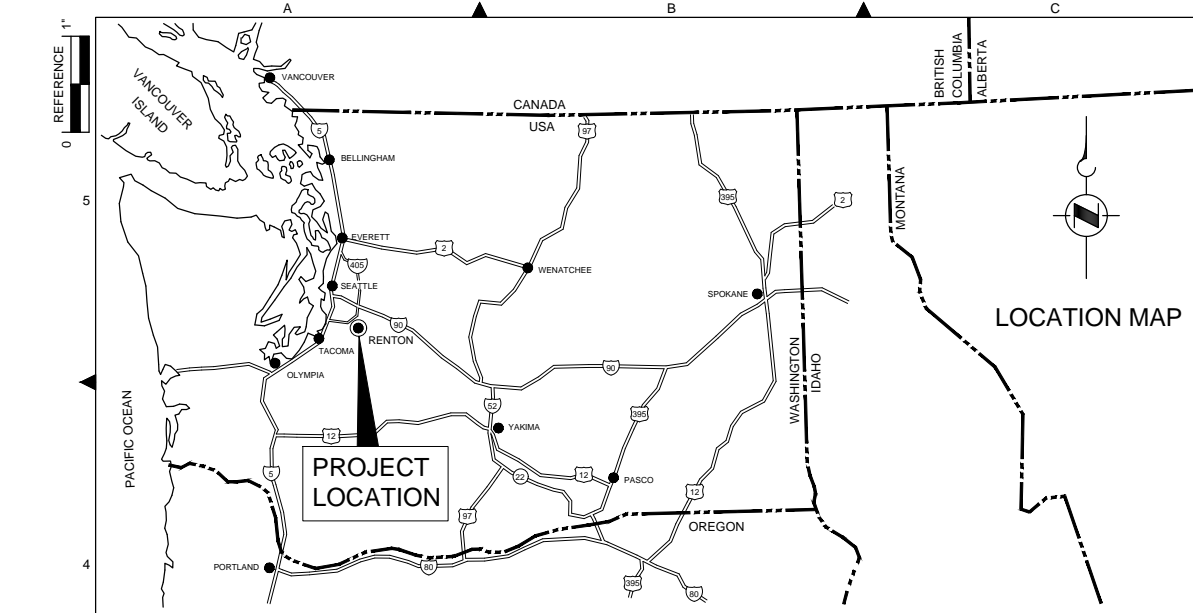 A
B
C
1"
REFERENCE
0
5
4
VANCOUVER
ISLAND
VANCOUVER
CANADA
USA
BRITISH
COLUMBIA
ALBERTA
5
97
BELLINGHAM
395
2
MONTANA
EVERETT
2
405
WENATCHEE
SEATTLE
SPOKANE
90
RENTON
LOCATION MAP
TACOMA
OLYMPIA
90
WASHINGTON
IDAHO
PACIFIC OCEAN
52
395
YAKIMA
12
PROJECT
LOCATION
5
22
12
PASCO
12
97
OREGON
PORTLAND
80
395
80